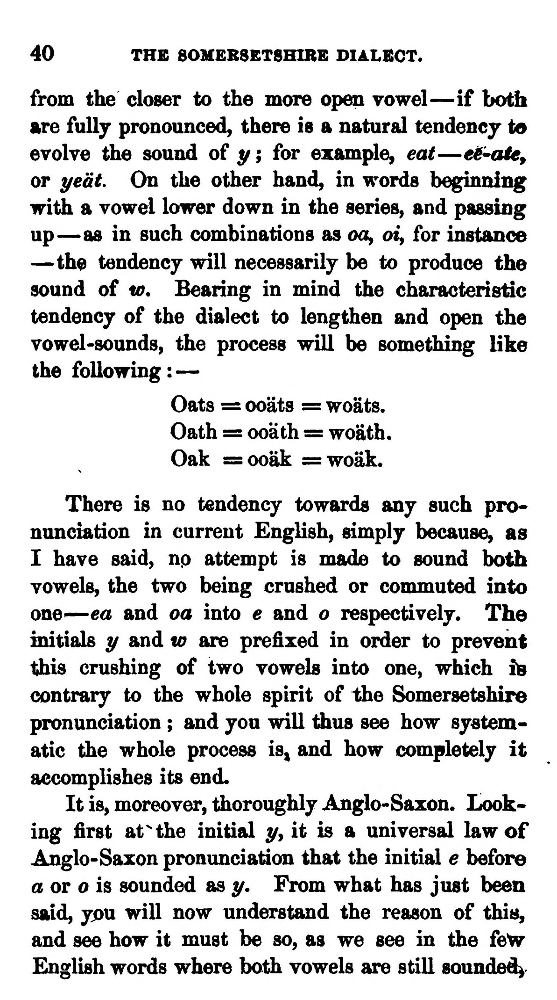 40 THE SOMERSETSHIRE DIALECT.
from the closer to the more open vowel—if both
are fully pronounced, there is a natural tendency to
evolve the sound of y; for example, eat—eë-ate,
or yeät. On the other hand, in words beginning
with a vowel lower down in the series, and passing
up—as in such combinations as oa, oi, for instance
—the tendency will necessarily be to produce the
sound of w. Bearing in mind the characteristic
tendency of the dialect to lengthen and open the
vowel-sounds, the process will be something like
the following:—
Oats = ooäts = woäts.
Oath = ooäth = woäth.
Oak = ooäk = woäk.
There is no tendency towards any such pro-
nunciation in current English, simply because, as
I have said, no attempt is made to sound both
vowels, the two being crushed or commuted into
one—ea and oa into e and o respectively. The
initials y and w are prefixed in order to prevent
this crushing of two vowels into one, which is
contrary to the whole spirit of the Somersetshire
pronunciation; and you will thus see how system-
atic the whole process is, and how completely it
accomplishes its end.
It is, moreover, thoroughly Anglo-Saxon. Look-
ing first at the initial y, it is a universal law of
Anglo-Saxon pronunciation that the initial e before
a or o is sounded as y. From what has just been
said, you will now understand the reason of this,
and see how it must be so, as we see in the few
English words where both vowels are still sounded,